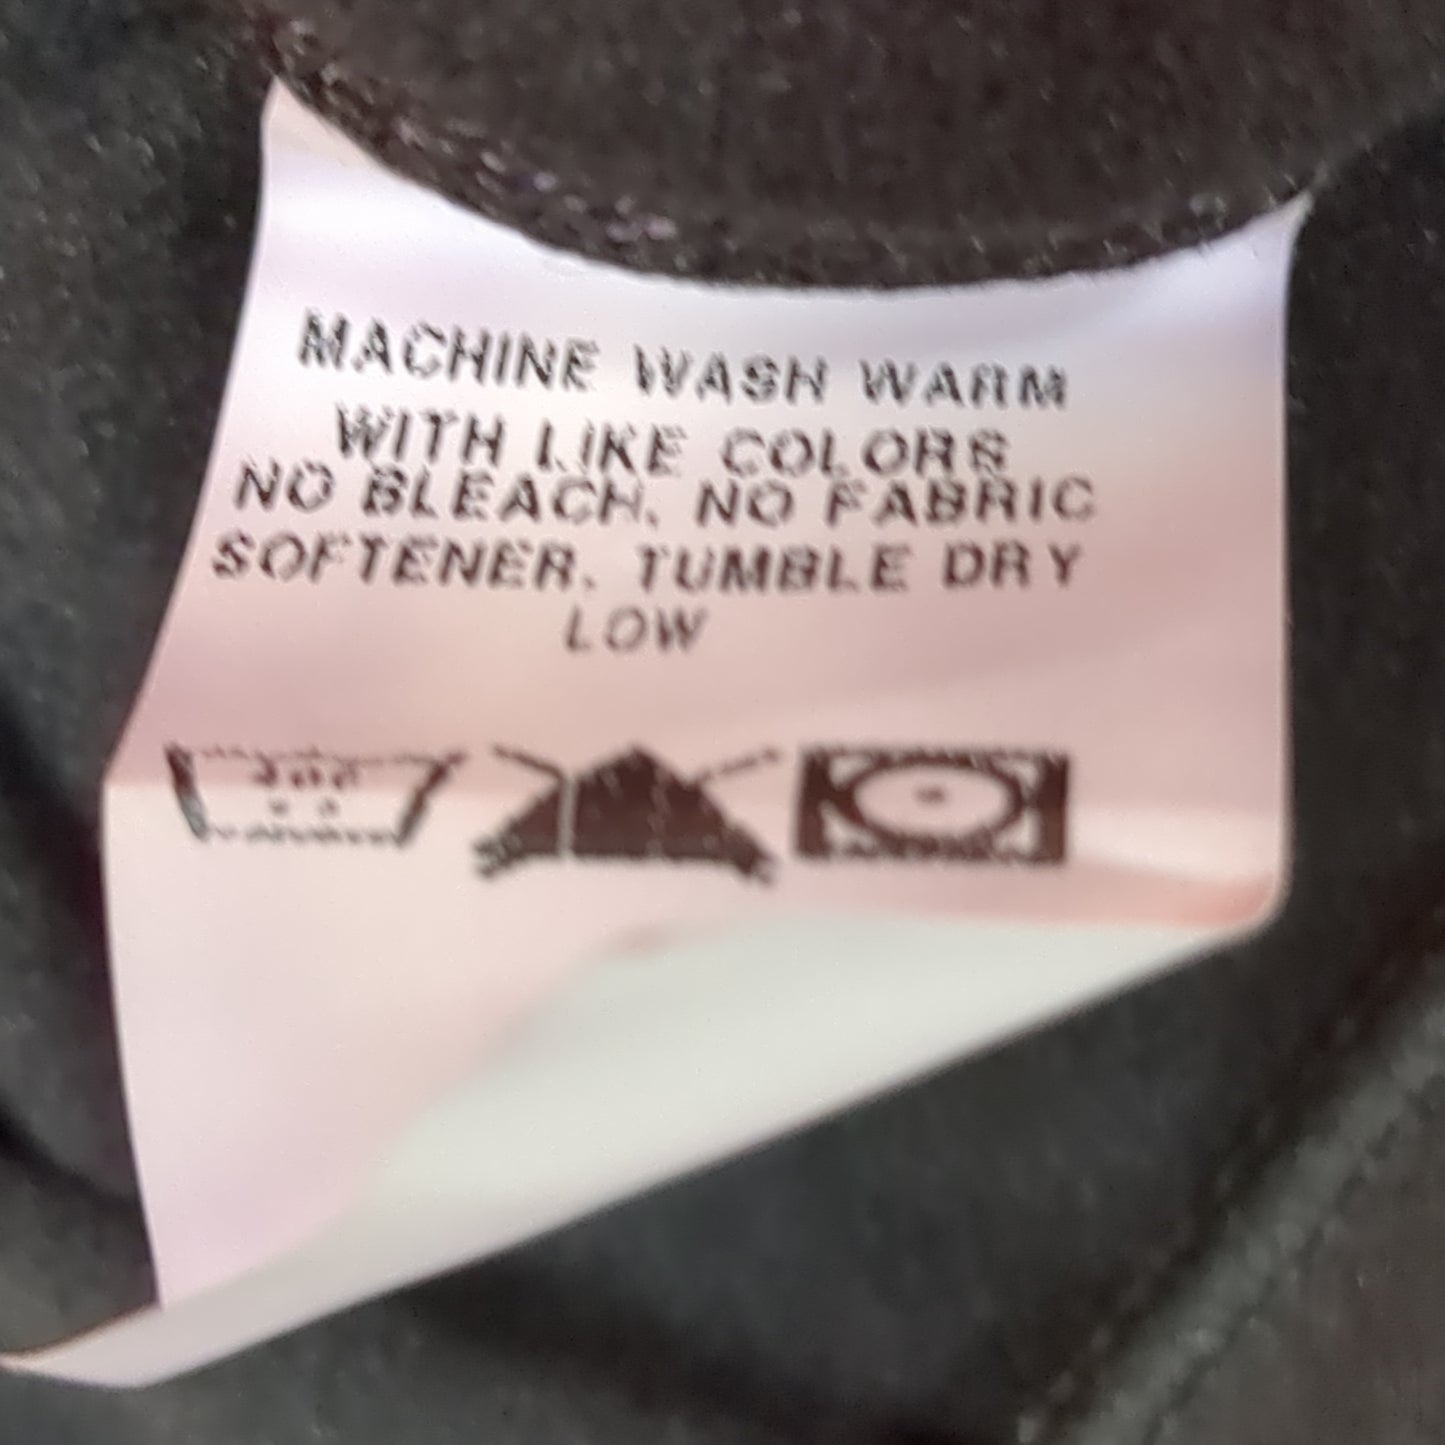 MACHINE WASH WARM
WITH LIKE COLORS
NO BLEACH. NO FABRIC
SOFTENER. TUMBLE DRY
LOW